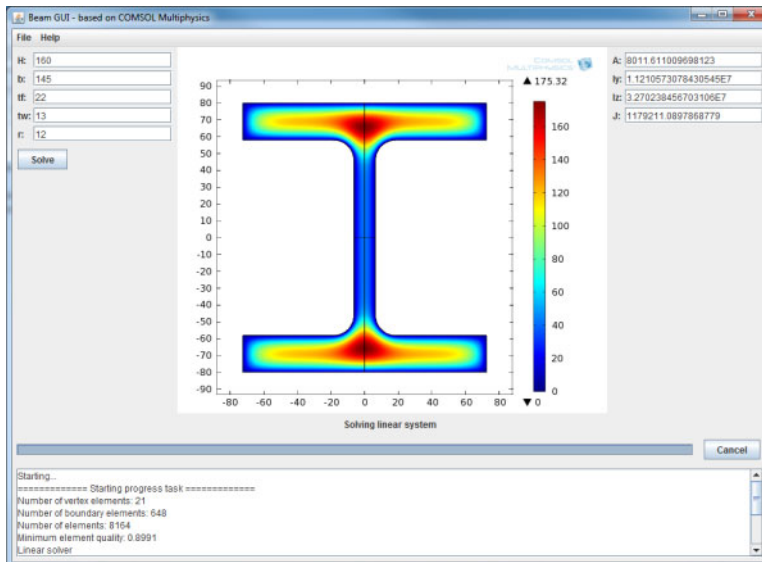 Beam GUI - based on COMSOL Multiphysics
File Help
H: 160
b: 145
tf: 22
tw: 13
r: 12
Solve
COMSOL
MULTIPHYSICS
▲ 175.32
90
80
70
60
50
40
30
20
10
0
-10
-20
-30
-40
-50
-60
-70
-80
-90
-80 -60 -40 -20 0 20 40 60 80
160
140
120
100
80
60
40
20
0
▼ 0
A: 8011.611009698123
Iy: 1.1210573078430545E7
Iz: 3.270238456703106E7
J: 1179211.0897868779
Solving linear system
Cancel
Starting...
============= Starting progress task =============
Number of vertex elements: 21
Number of boundary elements: 648
Number of elements: 8164
Minimum element quality: 0.8991
Linear solver